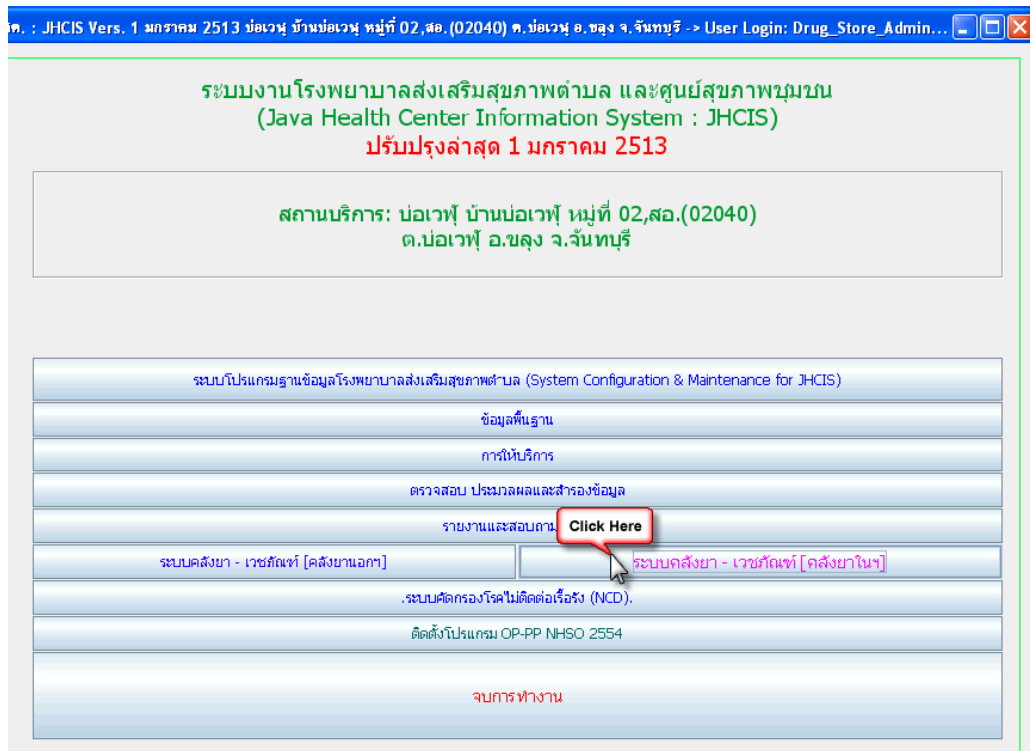 : JHCIS Vers. 1 มกราคม 2513 บ่อเวฬุ บ้านบ่อเวฬุ หมู่ที่ 02,สอ.(02040) ต.บ่อเวฬุ อ.ขลุง จ.จันทบุรี -> User Login: Drug_Store_Admin...
ระบบงานโรงพยาบาลส่งเสริมสุขภาพตำบล และศูนย์สุขภาพชุมชน
(Java Health Center Information System : JHCIS)
ปรับปรุงล่าสุด 1 มกราคม 2513
สถานบริการ: บ่อเวฬุ บ้านบ่อเวฬุ หมู่ที่ 02,สอ.(02040)
ต.บ่อเวฬุ อ.ขลุง จ.จันทบุรี
ระบบโปรแกรมฐานข้อมูลโรงพยาบาลส่งเสริมสุขภาพตำบล (System Configuration & Maintenance for JHCIS)
ข้อมูลพื้นฐาน
การให้บริการ
ตรวจสอบ ประมวลผลและสำรองข้อมูล
รายงานและสอบถาม
Click Here
ระบบคลังยา - เวชภัณฑ์ [คลังยานอกฯ]
ระบบคลังยา - เวชภัณฑ์ [คลังยาในฯ]
.ระบบคัดกรองโรคไม่ติดต่อเรื้อรัง (NCD).
ติดตั้งโปรแกรม OP-PP NHSO 2554
จบการทำงาน